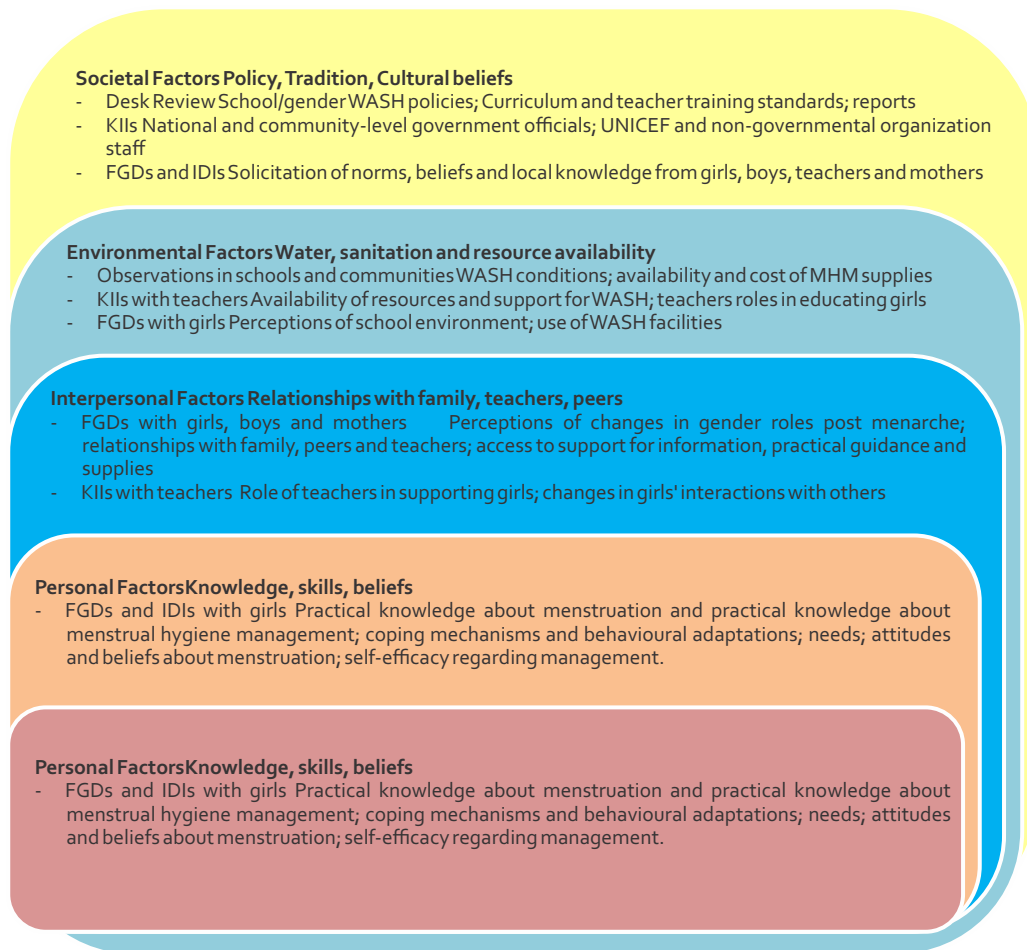 Societal Factors Policy, Tradition, Cultural beliefs
- Desk Review School/gender WASH policies; Curriculum and teacher training standards; reports
- KIIs National and community-level government officials; UNICEF and non-governmental organization
staff
- FGDs and IDIs Solicitation of norms, beliefs and local knowledge from girls, boys, teachers and mothers
Environmental Factors Water, sanitation and resource availability
- Observations in schools and communities WASH conditions; availability and cost of MHM supplies
- KIIs with teachers Availability of resources and support for WASH; teachers roles in educating girls
- FGDs with girls Perceptions of school environment; use of WASH facilities
Interpersonal Factors Relationships with family, teachers, peers
- FGDs with girls, boys and mothers Perceptions of changes in gender roles post menarche;
relationships with family, peers and teachers; access to support for information, practical guidance and
supplies
- KIIs with teachers Role of teachers in supporting girls; changes in girls' interactions with others
Personal FactorsKnowledge, skills, beliefs
- FGDs and IDIs with girls Practical knowledge about menstruation and practical knowledge about
menstrual hygiene management; coping mechanisms and behavioural adaptations; needs; attitudes
and beliefs about menstruation; self-efficacy regarding management.
Personal FactorsKnowledge, skills, beliefs
- FGDs and IDIs with girls Practical knowledge about menstruation and practical knowledge about
menstrual hygiene management; coping mechanisms and behavioural adaptations; needs; attitudes
and beliefs about menstruation; self-efficacy regarding management.